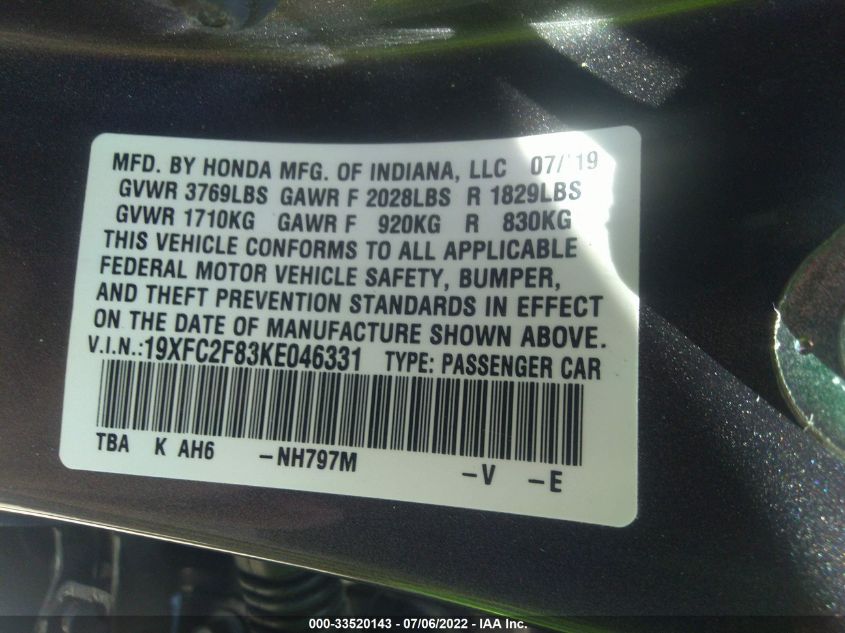 MFD. BY HONDA MFG. OF INDIANA, LLC 07/19
GVWR 3769LBS GAWR F 2028LBS R 1829LBS
GVWR 1710KG GAWR F 920KG R 830KG
THIS VEHICLE CONFORMS TO ALL APPLICABLE
FEDERAL MOTOR VEHICLE SAFETY, BUMPER,
AND THEFT PREVENTION STANDARDS IN EFFECT
ON THE DATE OF MANUFACTURE SHOWN ABOVE.
V.I.N.:19XFC2F83KE046331 TYPE: PASSENGER CAR
TBA K AH6 -NH797M -V -E
000-33520143 - 07/06/2022 - IAA Inc.